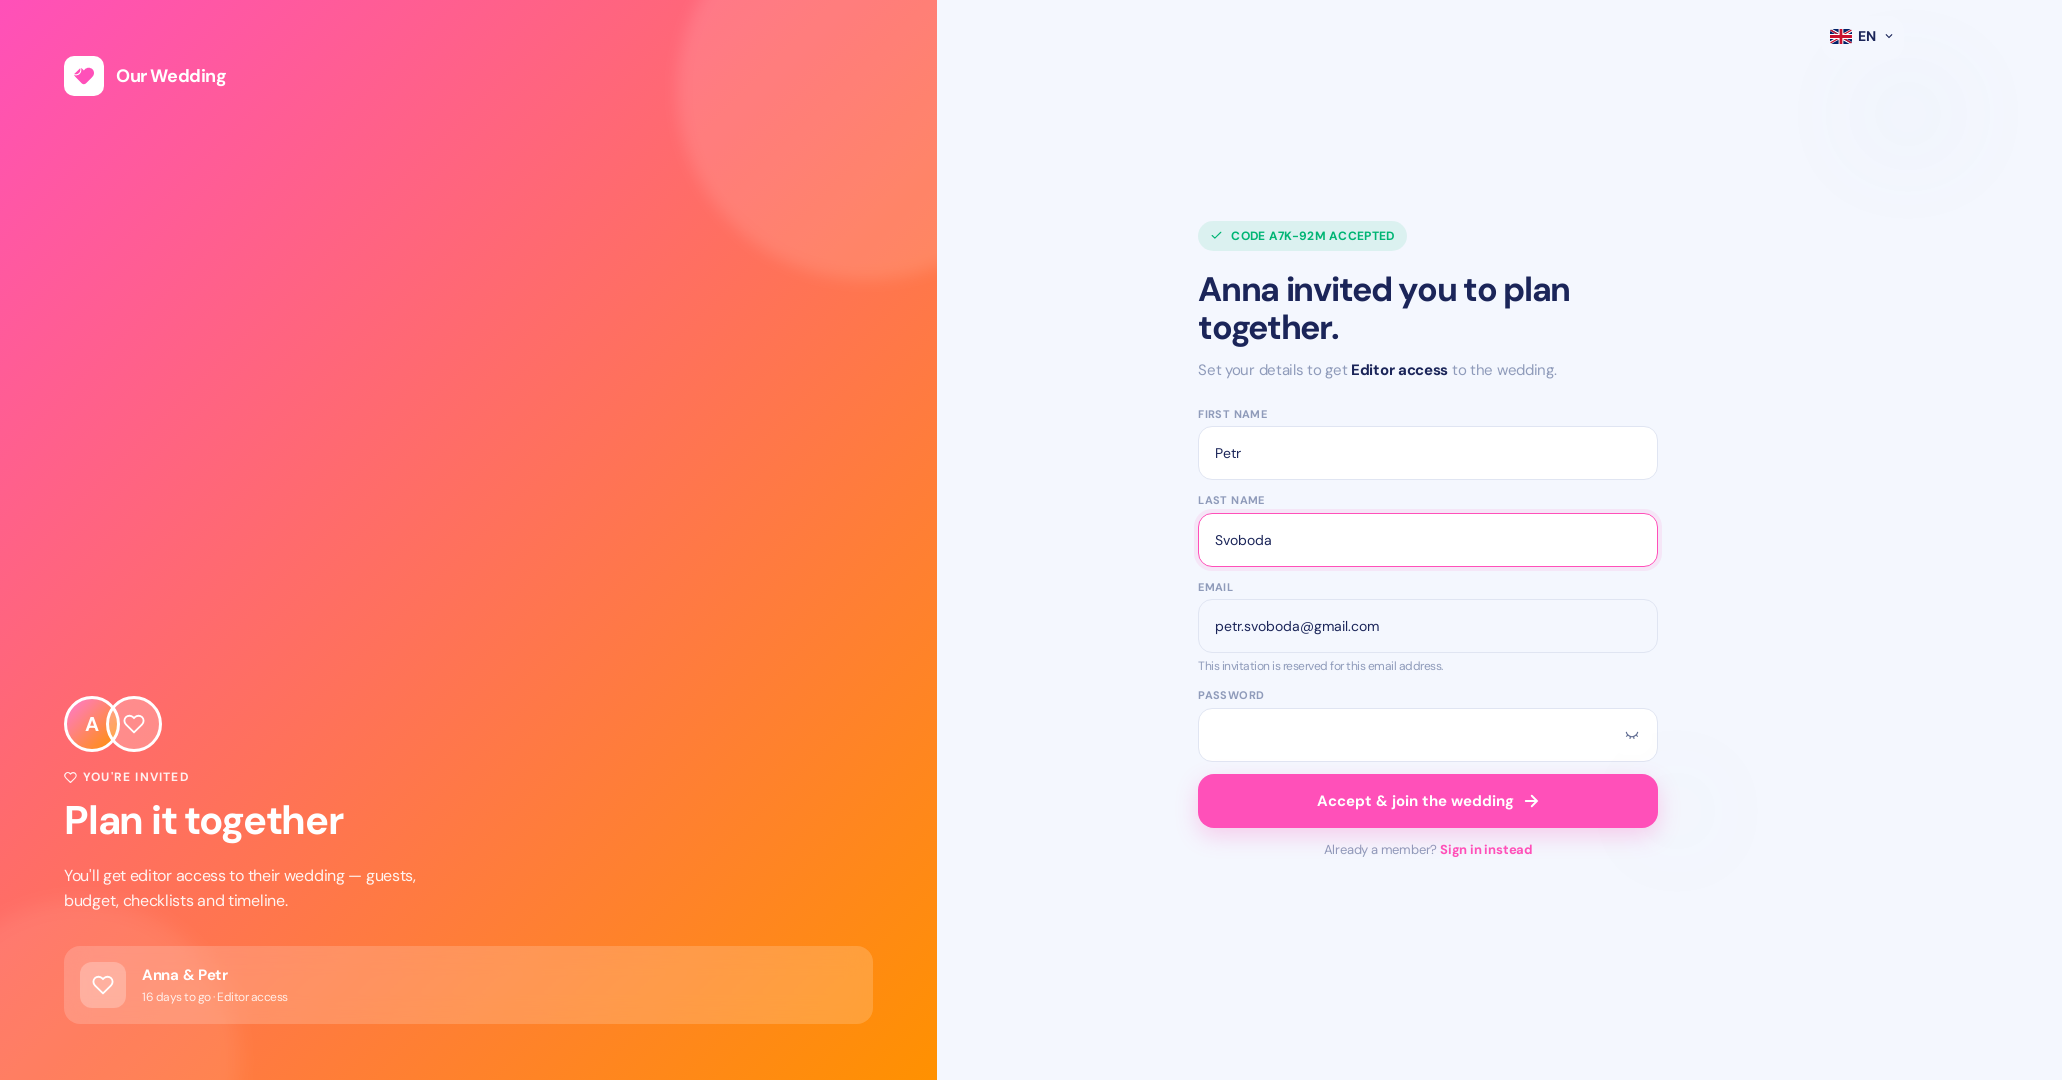 Our Wedding
A
YOU'RE INVITED
Plan it together
You'll get editor access to their wedding — guests,
budget, checklists and timeline.
Anna & Petr
16 days to go · Editor access
EN
CODE A7K-92M ACCEPTED
Anna invited you to plan
together.
Set your details to get Editor access to the wedding.
FIRST NAME
Petr
LAST NAME
Svoboda
EMAIL
petr.svoboda@gmail.com
This invitation is reserved for this email address.
PASSWORD
Accept & join the wedding
Already a member? Sign in instead